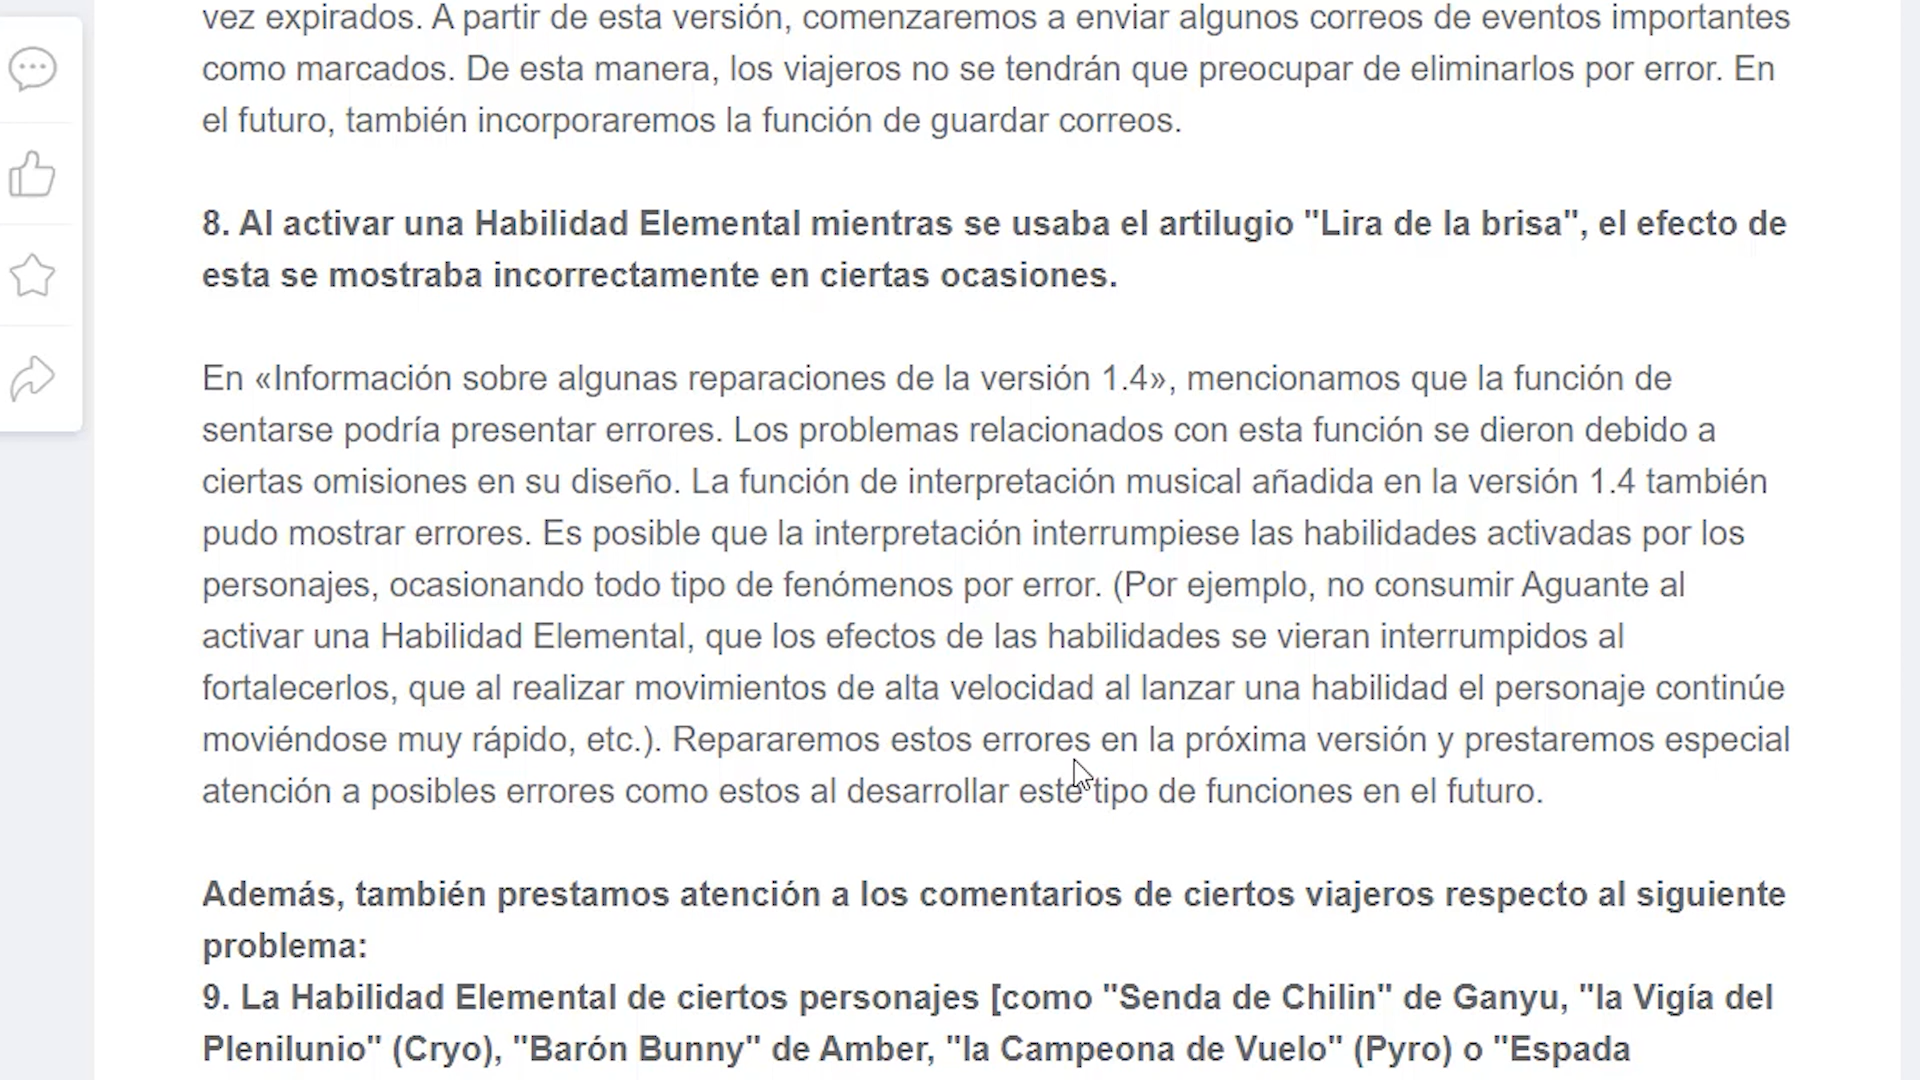 vez expirados. A partir de esta versión, comenzaremos a enviar algunos correos de eventos importantes
como marcados. De esta manera, los viajeros no se tendrán que preocupar de eliminarlos por error. En
el futuro, también incorporaremos la función de guardar correos.
8. Al activar una Habilidad Elemental mientras se usaba el artilugio "Lira de la brisa", el efecto de
esta se mostraba incorrectamente en ciertas ocasiones.
En «Información sobre algunas reparaciones de la versión 1.4», mencionamos que la función de
sentarse podría presentar errores. Los problemas relacionados con esta función se dieron debido a
ciertas omisiones en su diseño. La función de interpretación musical añadida en la versión 1.4 también
pudo mostrar errores. Es posible que la interpretación interrumpiese las habilidades activadas por los
personajes, ocasionando todo tipo de fenómenos por error. (Por ejemplo, no consumir Aguante al
activar una Habilidad Elemental, que los efectos de las habilidades se vieran interrumpidos al
fortalecerlos, que al realizar movimientos de alta velocidad al lanzar una habilidad el personaje continúe
moviéndose muy rápido, etc.). Repararemos estos errores en la próxima versión y prestaremos especial
atención a posibles errores como estos al desarrollar este tipo de funciones en el futuro.
Además, también prestamos atención a los comentarios de ciertos viajeros respecto al siguiente
problema:
9. La Habilidad Elemental de ciertos personajes [como "Senda de Chilin" de Ganyu, "la Vigía del
Plenilunio" (Cryo), "Barón Bunny" de Amber, "la Campeona de Vuelo" (Pyro) o "Espada